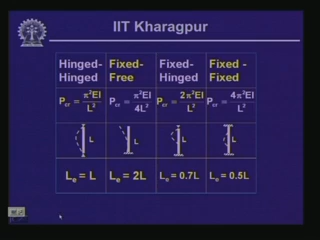 IIT Kharagpur
Hinged-Hinged Fixed-Free Fixed-Hinged Fixed - Fixed
Pcr = π²EI/L² Pcr = π²EI/4L² Pcr = 2π²EI/L² Pcr = 4π²EI/L²
L L L L
Le = L Le = 2L Le = 0.7L Le = 0.5L